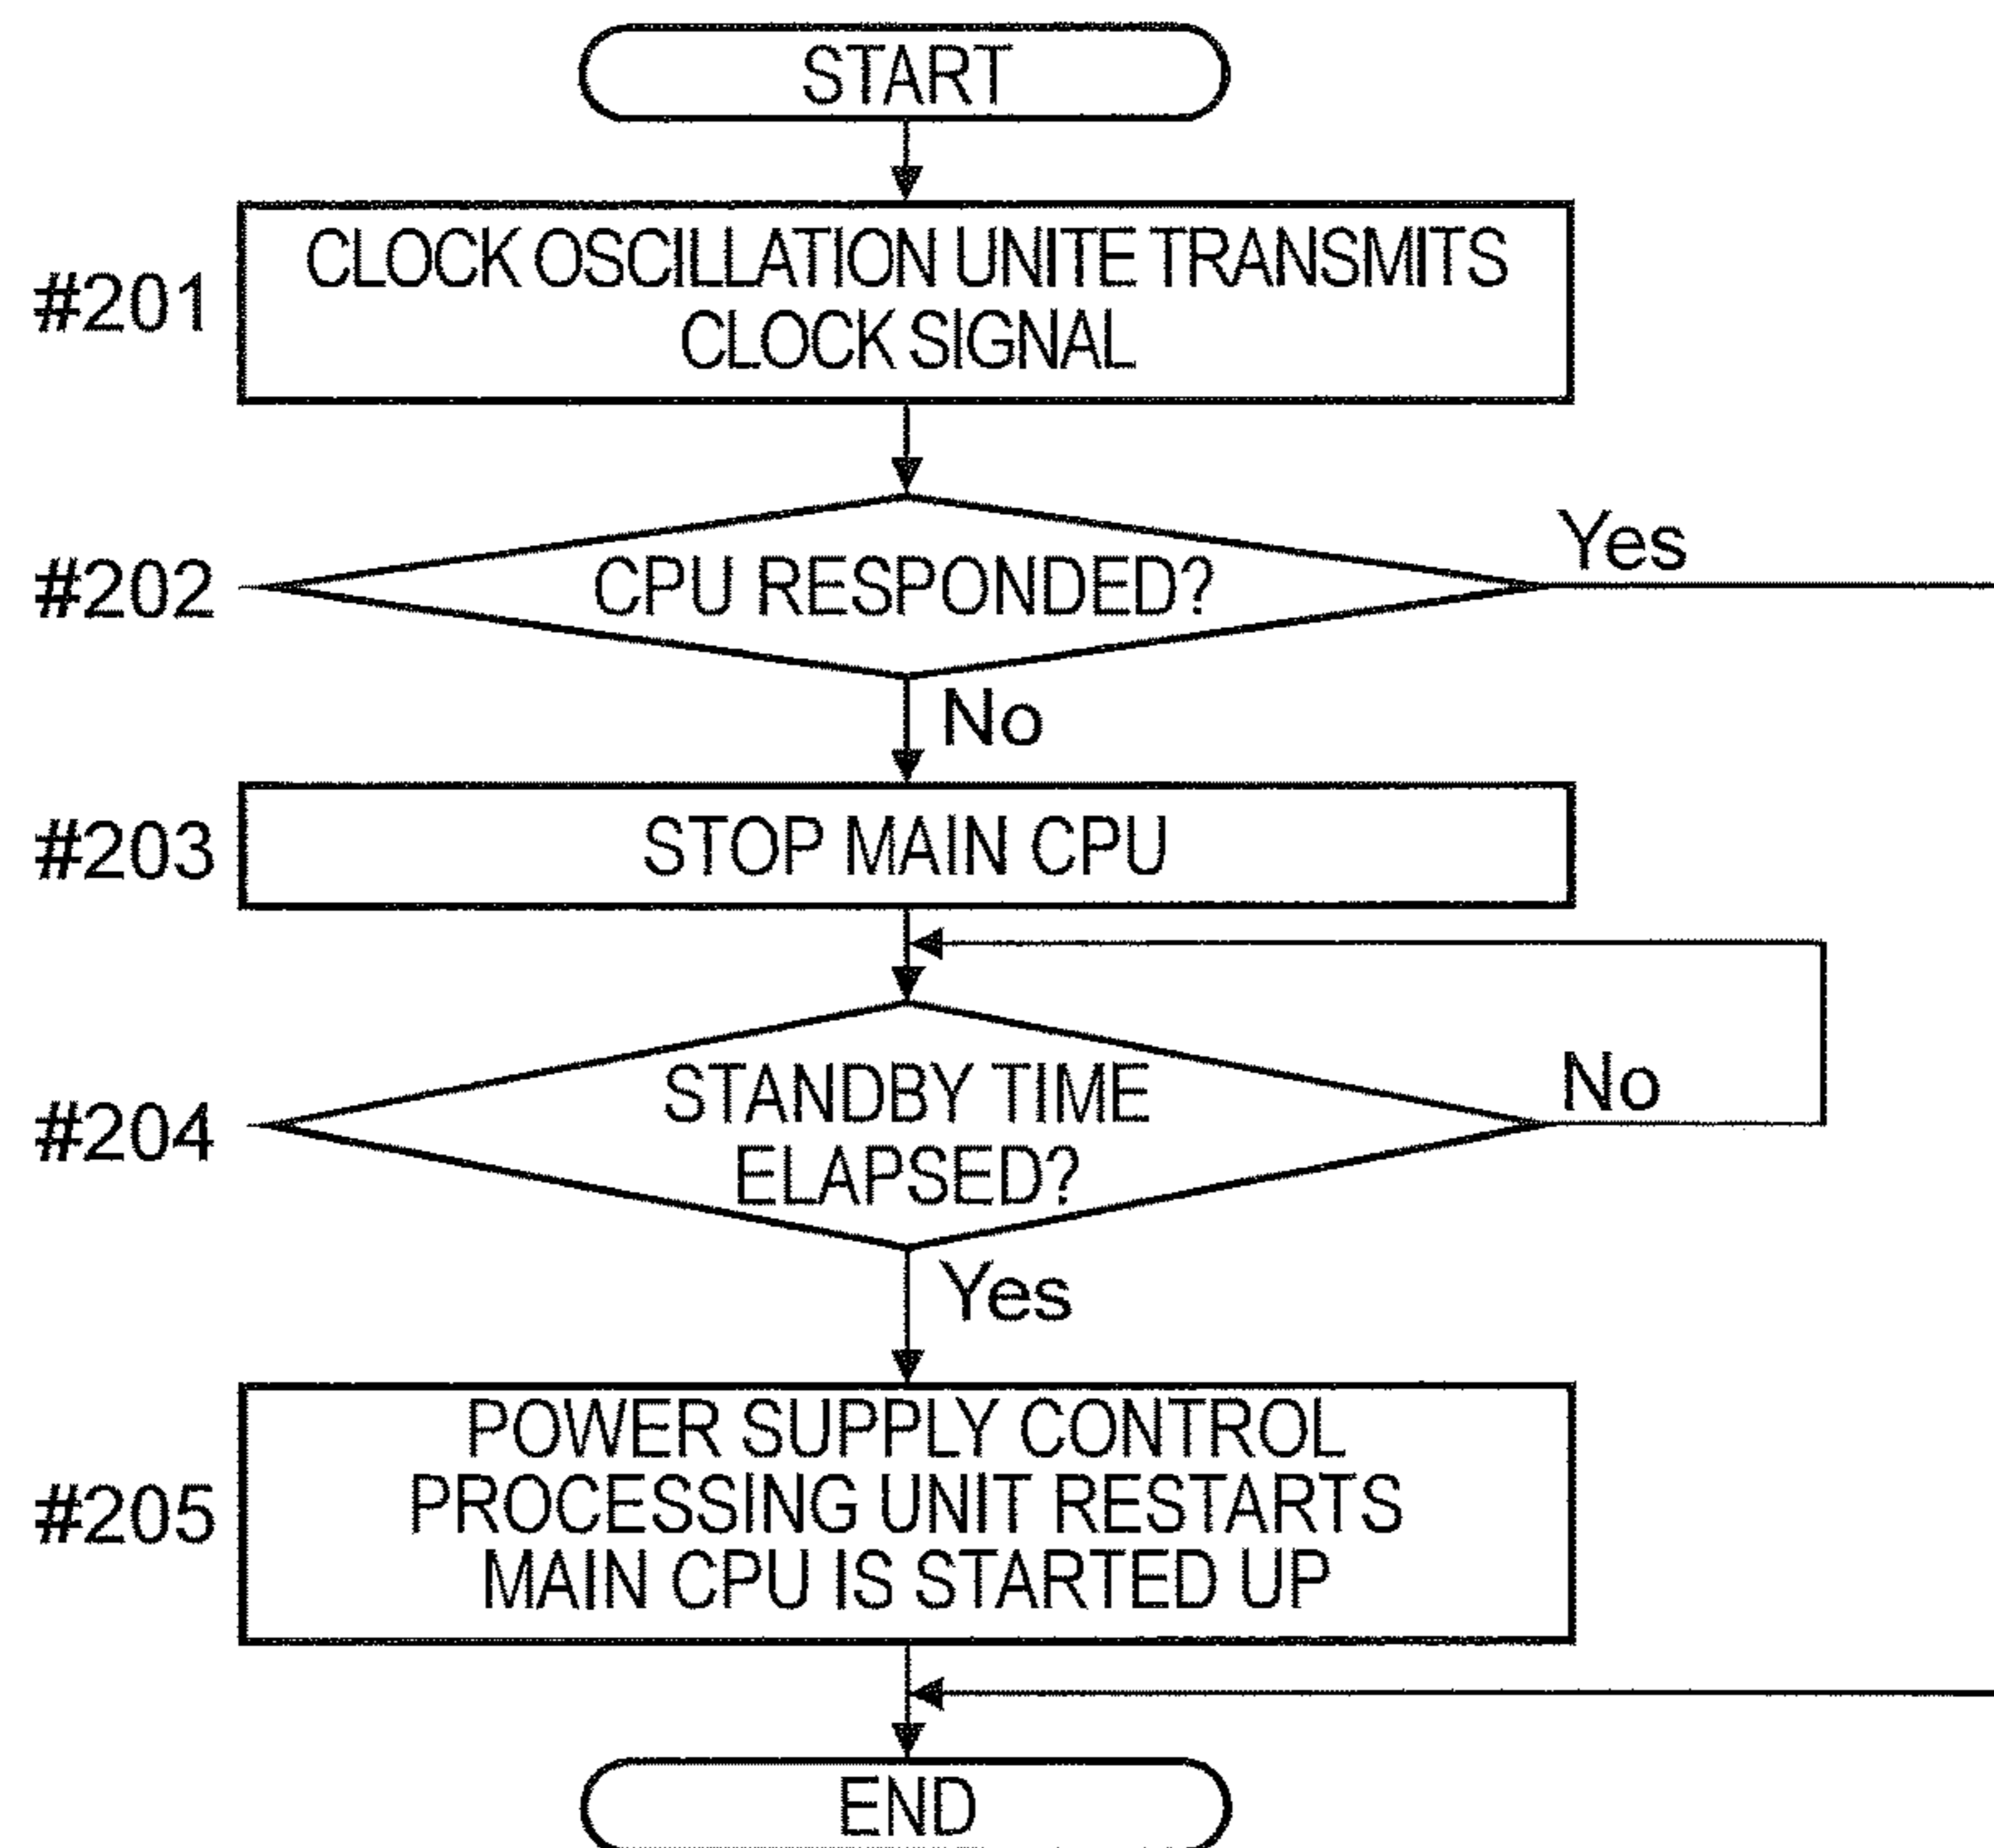 START
#201
CLOCK OSCILLATION UNITE TRANSMITS
CLOCK SIGNAL
#202
CPU RESPONDED?
Yes
No
#203
STOP MAIN CPU
#204
STANDBY TIME
ELAPSED?
No
Yes
#205
POWER SUPPLY CONTROL
PROCESSING UNIT RESTARTS
MAIN CPU IS STARTED UP
END